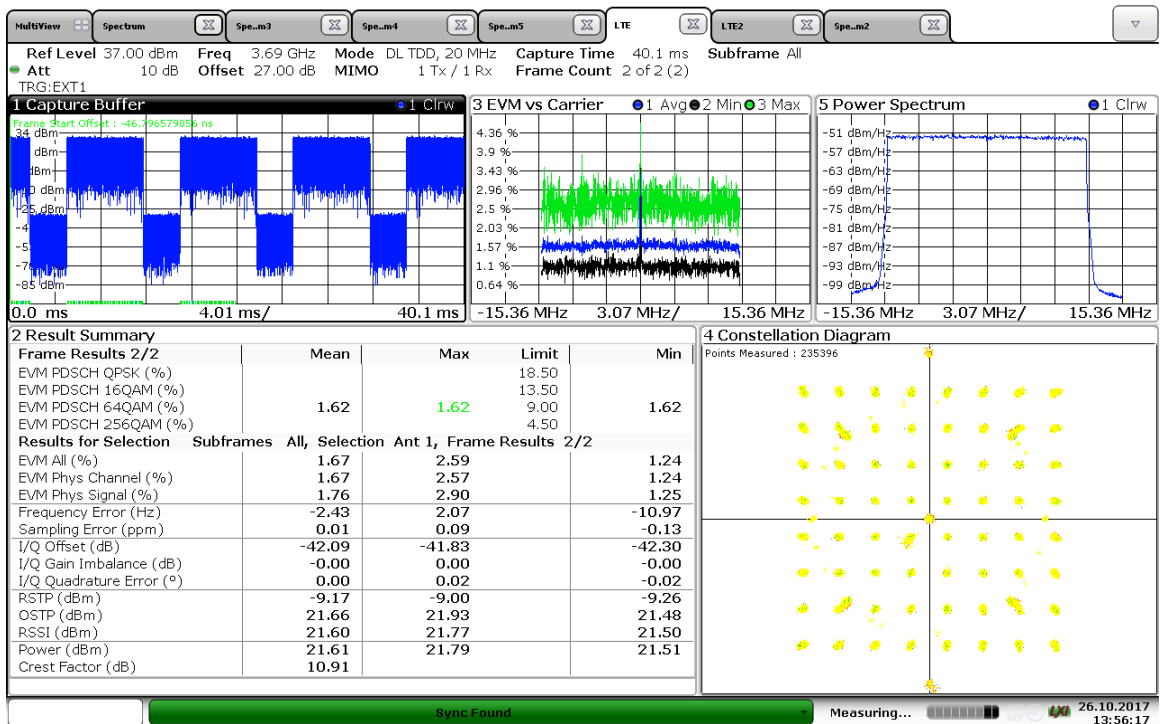 MultiView Spectrum Spe..m3 Spe..m4 Spe..m5 LTE LTE2 Spe..m2
Ref Level 37.00 dBm Freq 3.69 GHz Mode DL TDD, 20 MHz Capture Time 40.1 ms Subframe All
Att 10 dB Offset 27.00 dB MIMO 1 Tx / 1 Rx Frame Count 2 of 2 (2)
TRG:EXT1
1 Capture Buffer 1 Clrw
Frame Start Offset : -46.796579056 ns
34 dBm
dBm
dBm
dBm
-25 dBm
-85 dBm
0.0 ms 4.01 ms/ 40.1 ms
3 EVM vs Carrier 1 Avg 2 Min 3 Max
4.36 %
3.9 %
3.43 %
2.96 %
2.5 %
2.03 %
1.57 %
1.1 %
0.64 %
-15.36 MHz 3.07 MHz/ 15.36 MHz
5 Power Spectrum 1 Clrw
-51 dBm/Hz
-57 dBm/Hz
-63 dBm/Hz
-69 dBm/Hz
-75 dBm/Hz
-81 dBm/Hz
-87 dBm/Hz
-93 dBm/Hz
-99 dBm/Hz
-15.36 MHz 3.07 MHz/ 15.36 MHz
2 Result Summary
Frame Results 2/2 Mean Max Limit Min
EVM PDSCH QPSK (%) 18.50
EVM PDSCH 16QAM (%) 13.50
EVM PDSCH 64QAM (%) 1.62 1.62 9.00 1.62
EVM PDSCH 256QAM (%) 4.50
Results for Selection Subframes All, Selection Ant 1, Frame Results 2/2
EVM All (%) 1.67 2.59 1.24
EVM Phys Channel (%) 1.67 2.57 1.24
EVM Phys Signal (%) 1.76 2.90 1.25
Frequency Error (Hz) -2.43 2.07 -10.97
Sampling Error (ppm) 0.01 0.09 -0.13
I/Q Offset (dB) -42.09 -41.83 -42.30
I/Q Gain Imbalance (dB) -0.00 0.00 -0.00
I/Q Quadrature Error (°) 0.00 0.02 -0.02
RSTP (dBm) -9.17 -9.00 -9.26
OSTP (dBm) 21.66 21.93 21.48
RSSI (dBm) 21.60 21.77 21.50
Power (dBm) 21.61 21.79 21.51
Crest Factor (dB) 10.91
4 Constellation Diagram
Points Measured : 235396
Sync Found
Measuring...
REF
LXI
26.10.2017
13:56:17